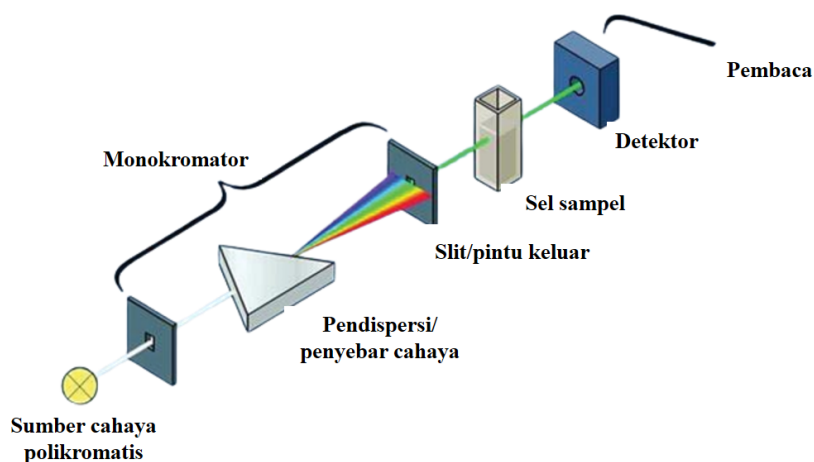 Pembaca
Detektor
Monokromator
Sel sampel
Slit/pintu keluar
Pendispersi/
penyebar cahaya
Sumber cahaya
polikromatis